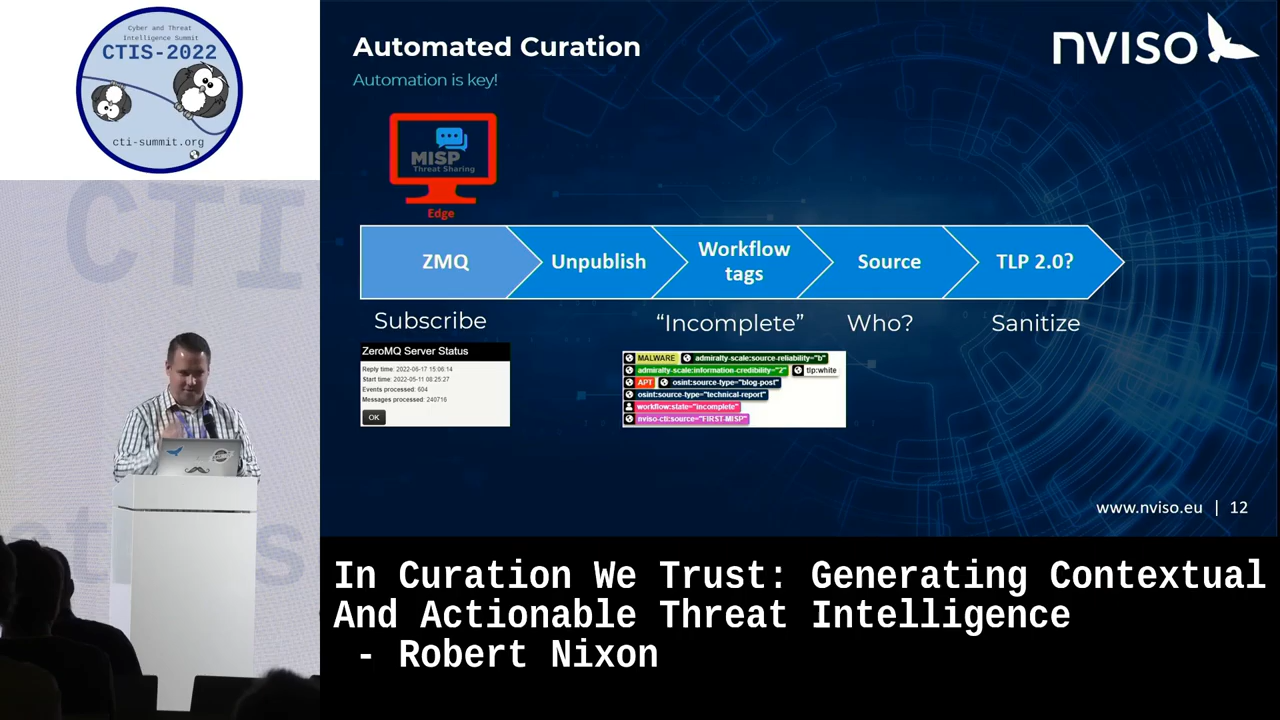 Cyber and Threat
Intelligence Summit
CTIS-2022
cti-summit.org
CTI
Automated Curation
Automation is key!
nviso
MISP
Threat Sharing
Edge
ZMQ
Unpublish
Workflow
tags
Source
TLP 2.0?
Subscribe
“Incomplete”
Who?
Sanitize
ZeroMQ Server Status
Reply time: 2022-06-17 15:06:14
Start time: 2022-05-11 08:25:27
Events processed: 604
Messages processed: 240716
OK
MALWARE admiralty-scale:source-reliability="b"
admiralty-scale:information-credibility="2" tlp:white
APT osint:source-type="blog-post"
osint:source-type="technical-report"
workflow:state="incomplete"
nviso-cti:source="FIRST-MISP"
www.nviso.eu | 12
In Curation We Trust: Generating Contextual
And Actionable Threat Intelligence
- Robert Nixon